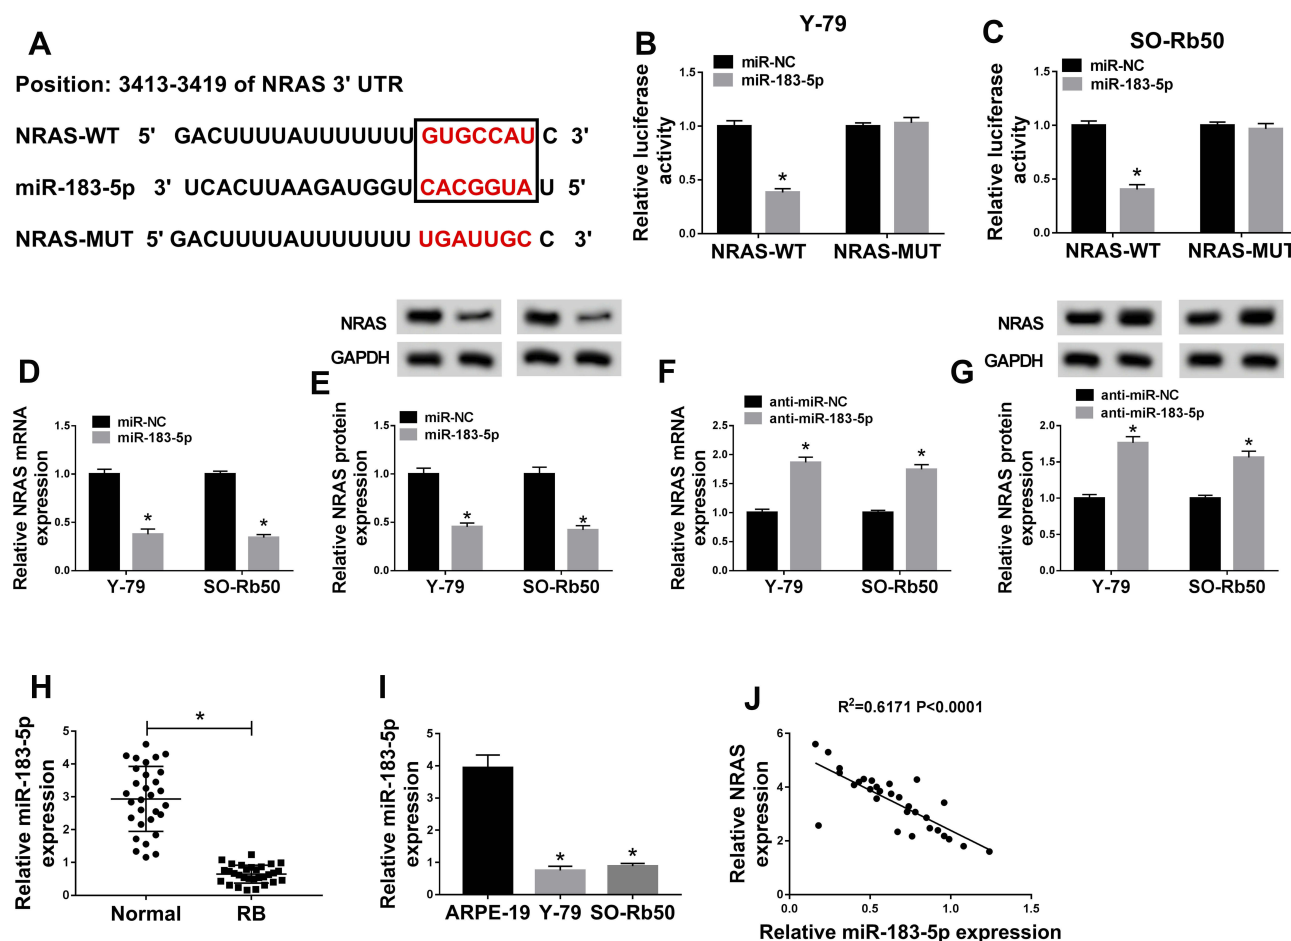 A
Position: 3413-3419 of NRAS 3' UTR
NRAS-WT 5' GACUUUUAUUUUUUU GUGCCAU C 3'
miR-183-5p 3' UCACUUAAGAUGGU CACGGUA U 5'
NRAS-MUT 5' GACUUUUAUUUUUUU UGAUUGC C 3'
B
Y-79
miR-NC
miR-183-5p
Relative luciferase
activity
1.5
1.0
0.5
0.0
*
NRAS-WT NRAS-MUT
C
SO-Rb50
miR-NC
miR-183-5p
Relative luciferase
activity
1.5
1.0
0.5
0.0
*
NRAS-WT NRAS-MUT
D
miR-NC
miR-183-5p
Relative NRAS mRNA
expression
1.5
1.0
0.5
0.0
* *
Y-79 SO-Rb50
E
NRAS
GAPDH
miR-NC
miR-183-5p
Relative NRAS protein
expression
1.5
1.0
0.5
0.0
* *
Y-79 SO-Rb50
F
anti-miR-NC
anti-miR-183-5p
Relative NRAS mRNA
expression
2.5
2.0
1.5
1.0
0.5
0.0
* *
Y-79 SO-Rb50
G
NRAS
GAPDH
anti-miR-NC
anti-miR-183-5p
Relative NRAS protein
expression
2.0
1.5
1.0
0.5
0.0
* *
Y-79 SO-Rb50
H
Relative miR-183-5p
expression
5
4
3
2
1
0
*
Normal RB
I
Relative miR-183-5p
expression
5
4
3
2
1
0
* *
ARPE-19 Y-79 SO-Rb50
J
R2=0.6171 P<0.0001
Relative NRAS
expression
6
4
2
0
0.0 0.5 1.0 1.5
Relative miR-183-5p expression